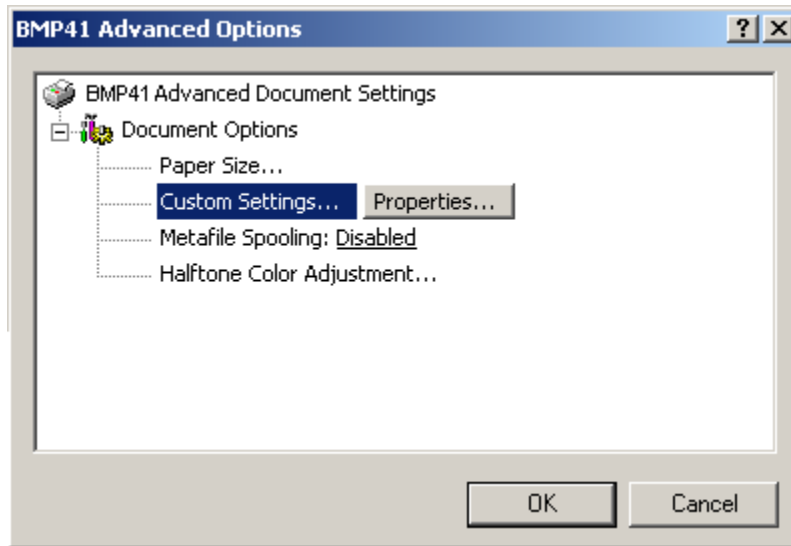 BMP41 Advanced Options
BMP41 Advanced Document Settings
Document Options
Paper Size...
Custom Settings... Properties...
Metafile Spooling: Disabled
Halftone Color Adjustment...
OK Cancel